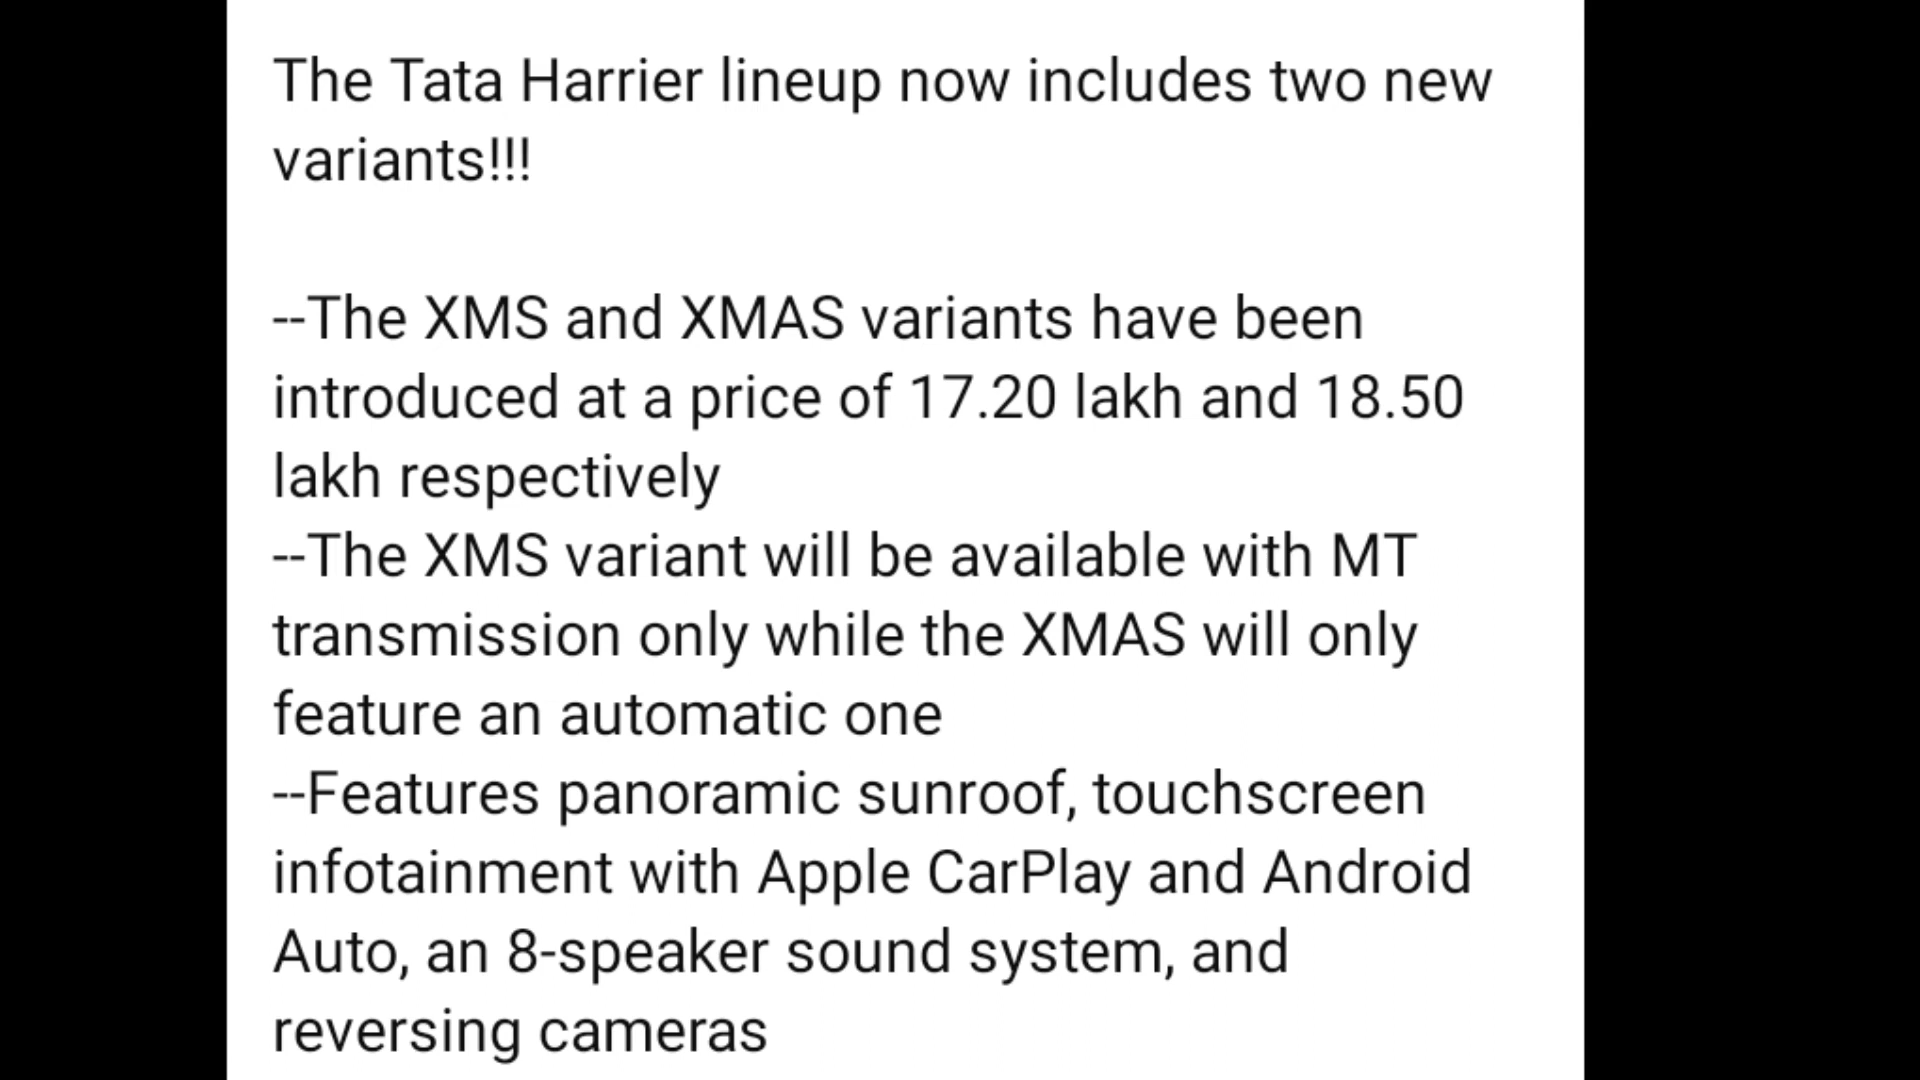 The Tata Harrier lineup now includes two new
variants!!!
--The XMS and XMAS variants have been
introduced at a price of 17.20 lakh and 18.50
lakh respectively
--The XMS variant will be available with MT
transmission only while the XMAS will only
feature an automatic one
--Features panoramic sunroof, touchscreen
infotainment with Apple CarPlay and Android
Auto, an 8-speaker sound system, and
reversing cameras